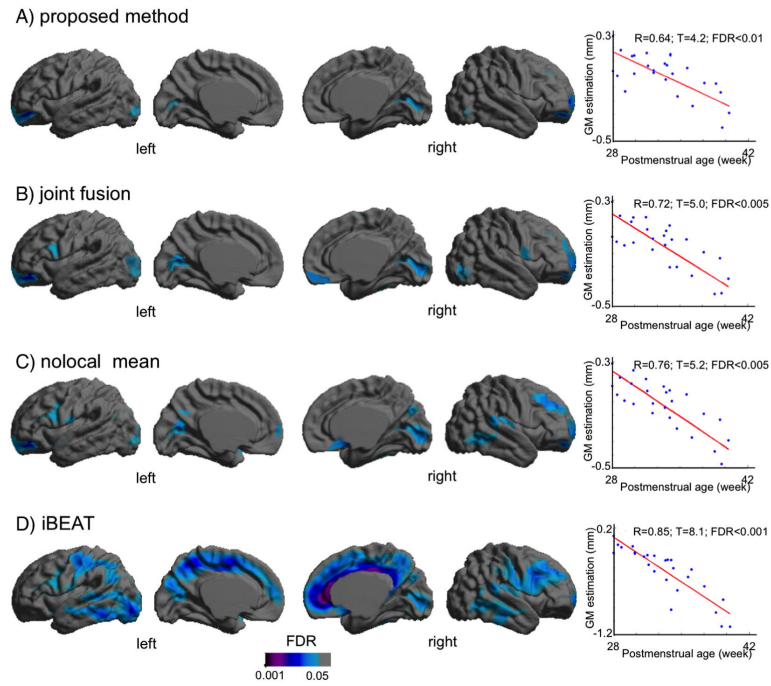 A) proposed method
left
right
R=0.64; T=4.2; FDR<0.01
GM estimation (mm)
0.3
-0.5
28
42
Postmenstrual age (week)
B) joint fusion
left
right
R=0.72; T=5.0; FDR<0.005
GM estimation (mm)
0.3
-0.5
28
42
Postmenstrual age (week)
C) nolocal mean
left
right
R=0.76; T=5.2; FDR<0.005
GM estimation (mm)
0.3
-0.5
28
42
Postmenstrual age (week)
D) iBEAT
left
right
R=0.85; T=8.1; FDR<0.001
GM estimation (mm)
-0.2
-1.2
28
42
Postmenstrual age (week)
FDR
0.001
0.05